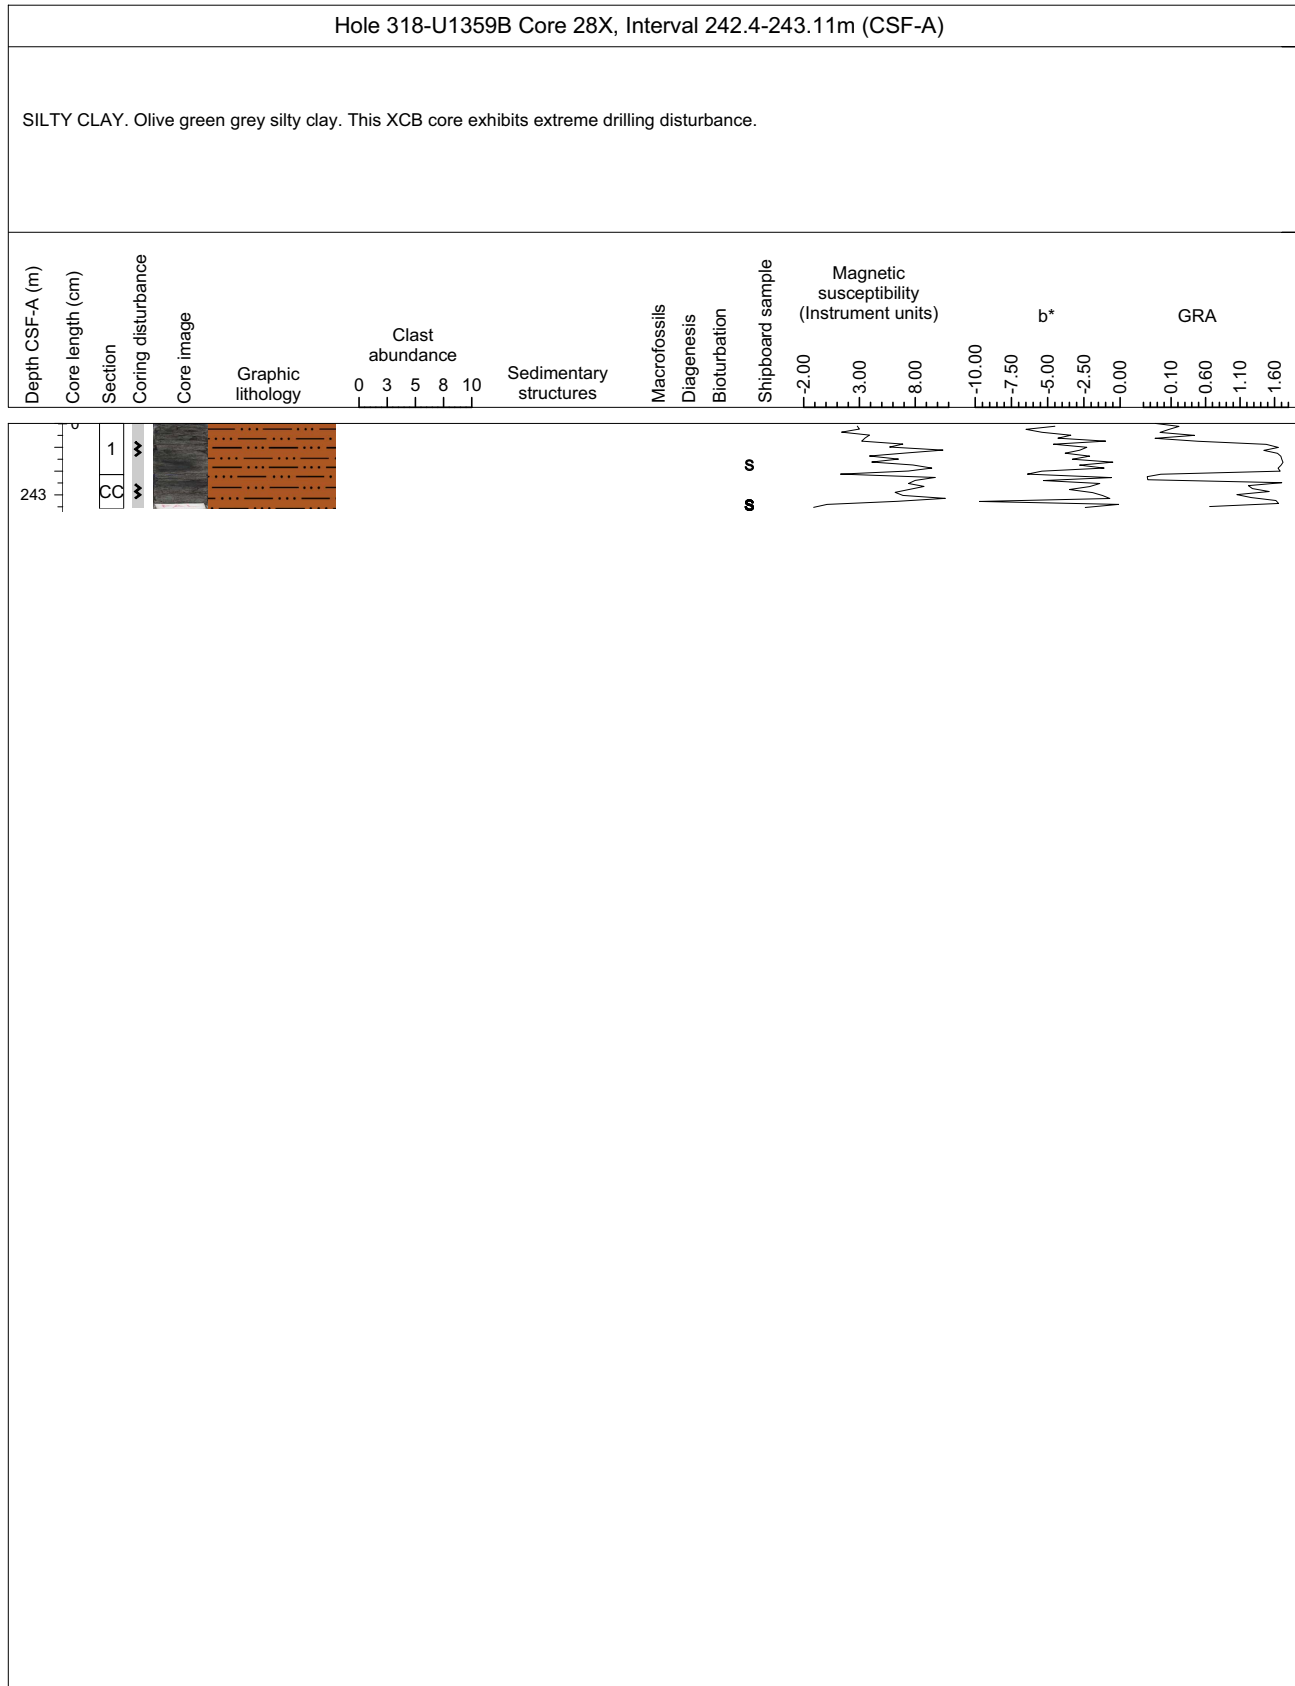 Hole 318-U1359B Core 28X, Interval 242.4-243.11m (CSF-A)
SILTY CLAY. Olive green grey silty clay. This XCB core exhibits extreme drilling disturbance.
Depth CSF-A (m)
Core length (cm)
Section
Coring disturbance
Core image
Graphic
lithology
Clast
abundance
0 3 5 8 10
Sedimentary
structures
Macrofossils
Diagenesis
Bioturbation
Shipboard sample
Magnetic
susceptibility
(Instrument units)
-2.00 3.00 8.00
b*
-10.00 -7.50 -5.00 -2.50 0.00
GRA
0.10 0.60 1.10 1.60
0
1
S
243
CC
S